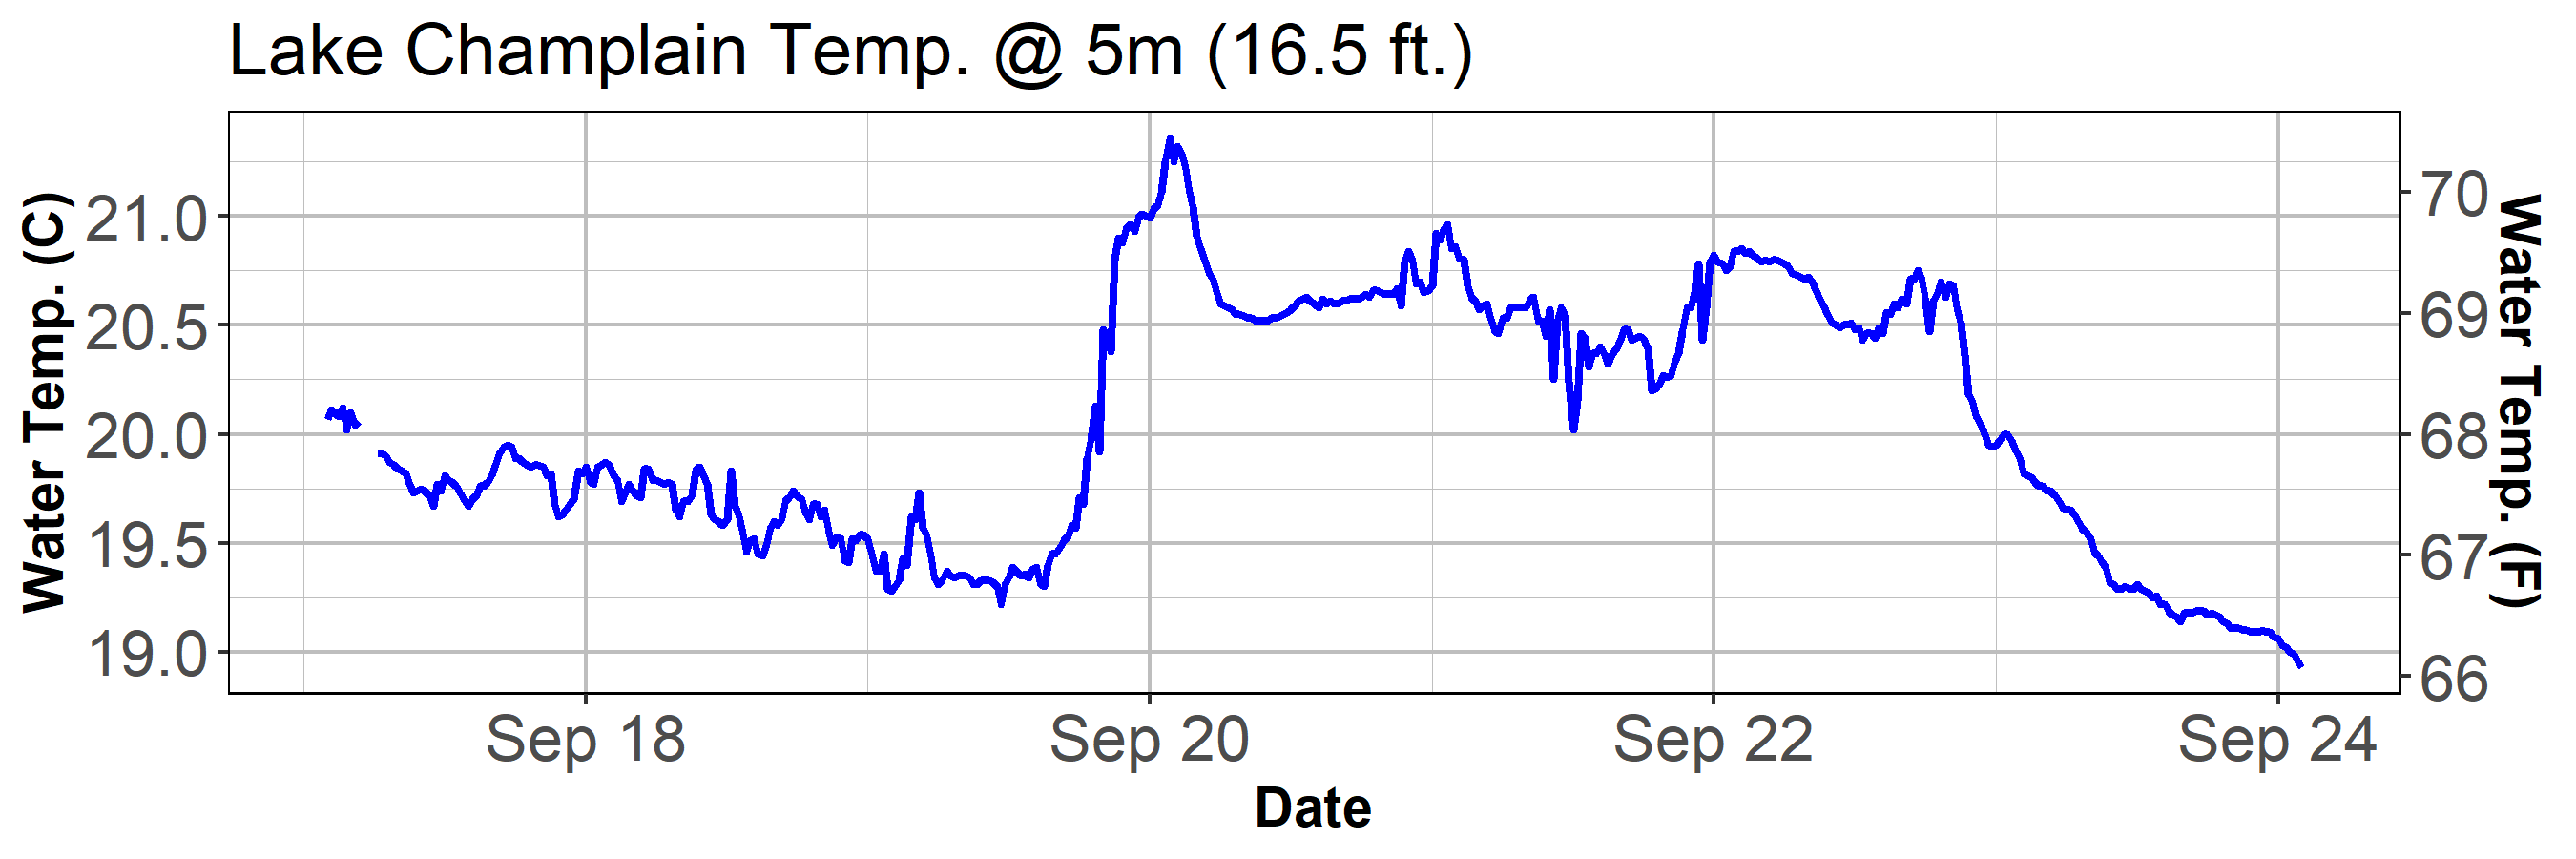 Lake Champlain Temp. @ 5m (16.5 ft.)
Water Temp. (C)
21.0
20.5
20.0
19.5
19.0
70
69
68
67
66
Water Temp. (F)
Sep 18
Sep 20
Sep 22
Sep 24
Date